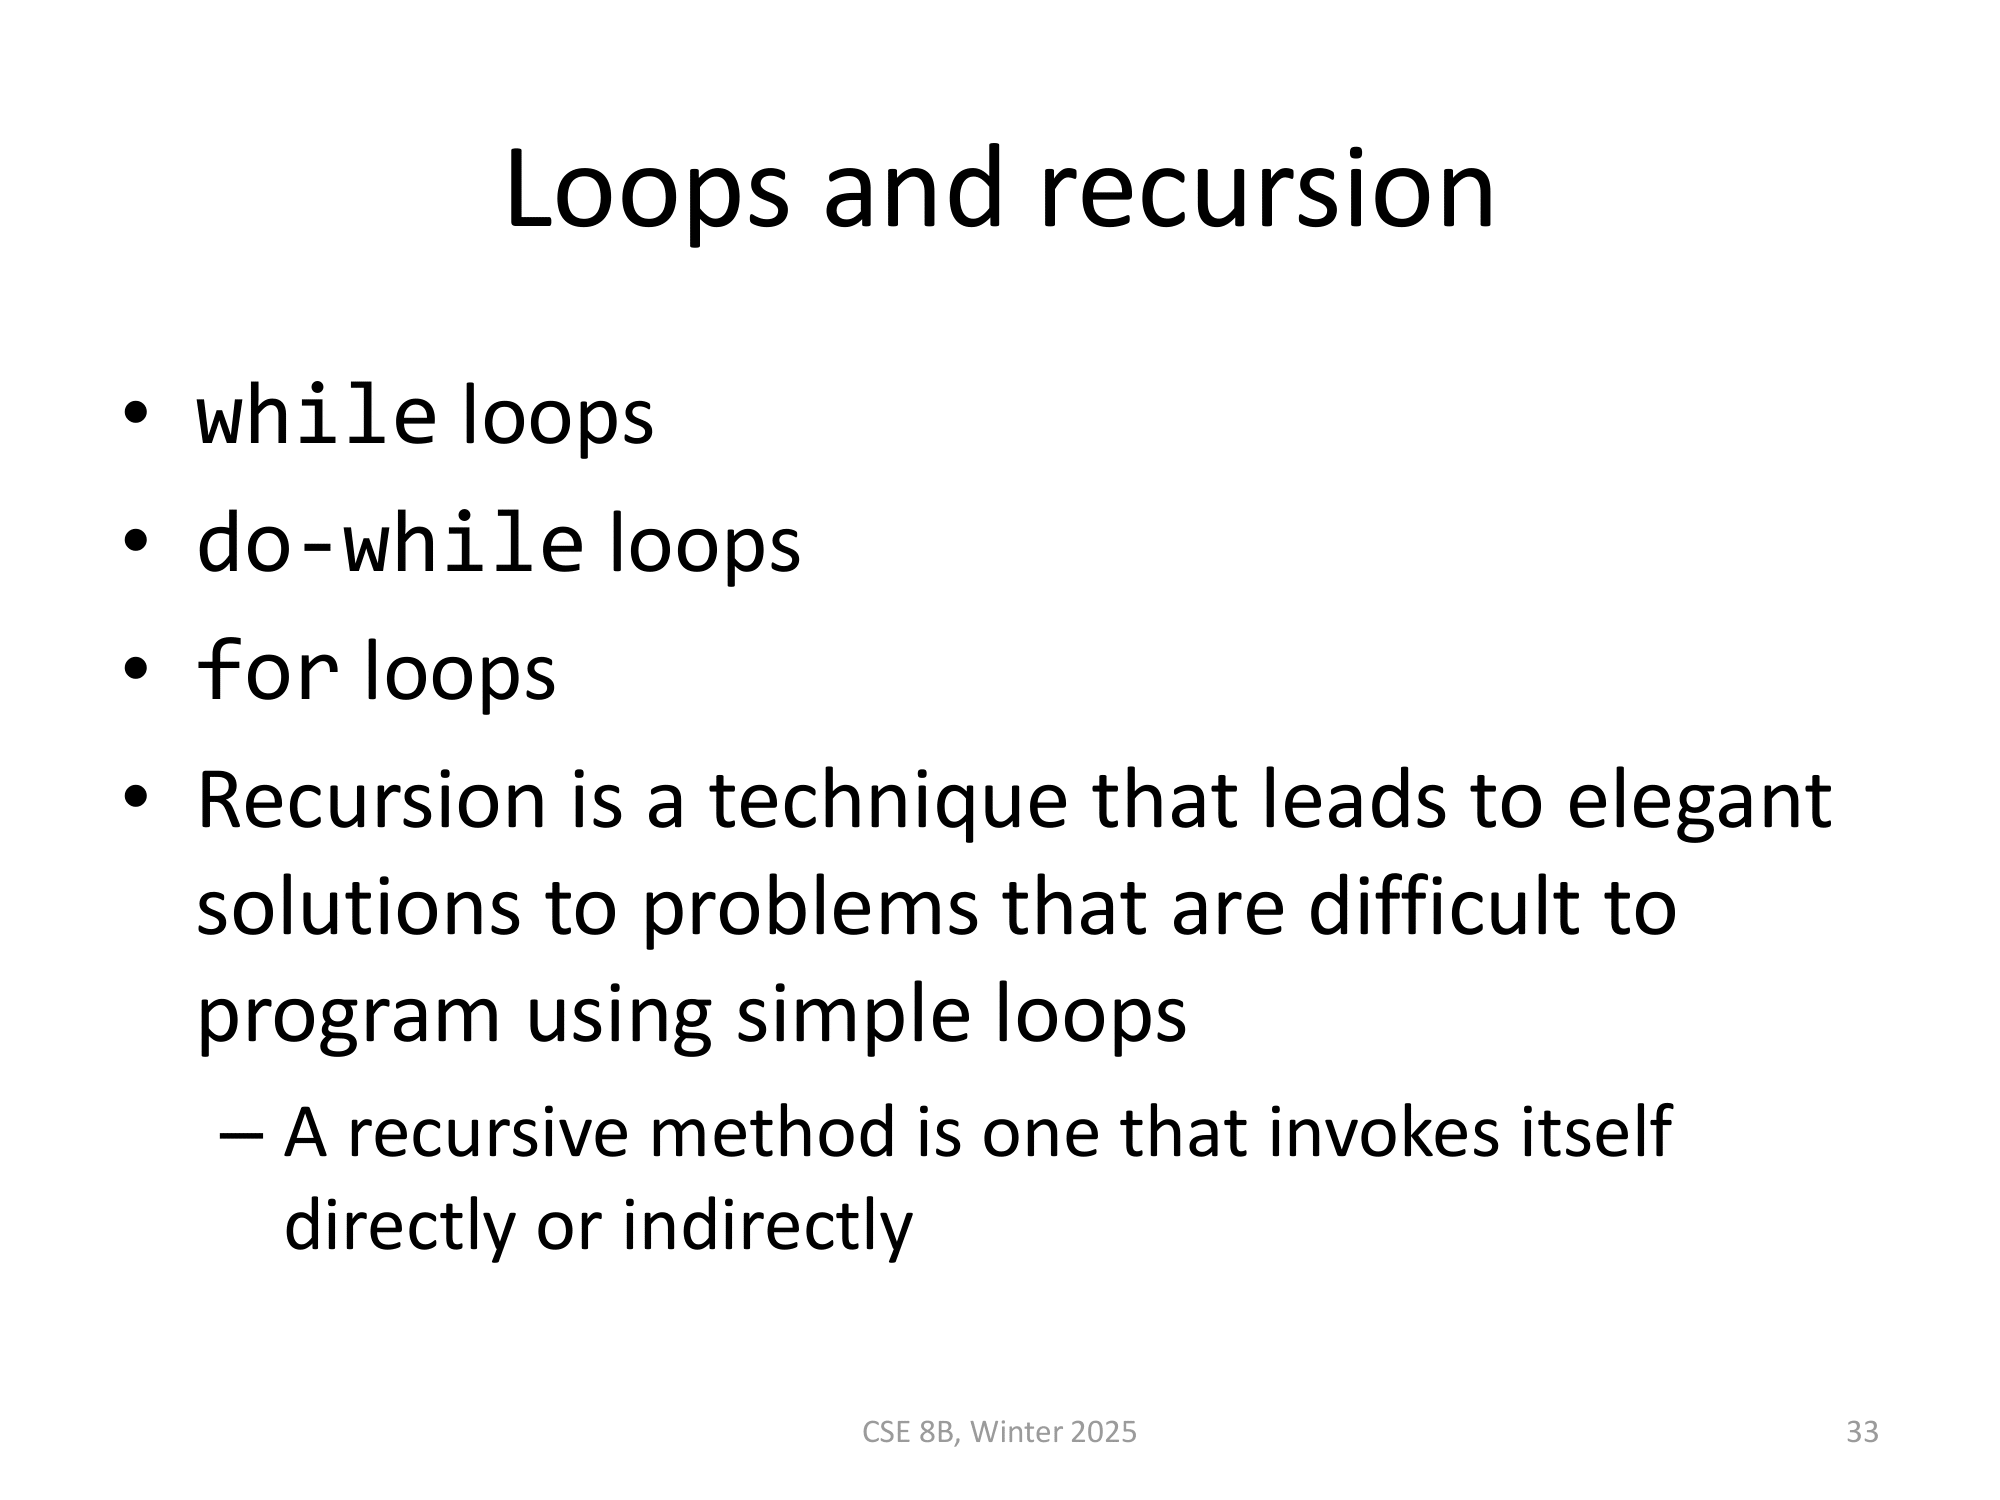 Loops and recursion
• while loops
• do-while loops
• for loops
• Recursion is a technique that leads to elegant
solutions to problems that are difficult to
program using simple loops
– A recursive method is one that invokes itself
directly or indirectly
CSE 8B, Winter 2025
33